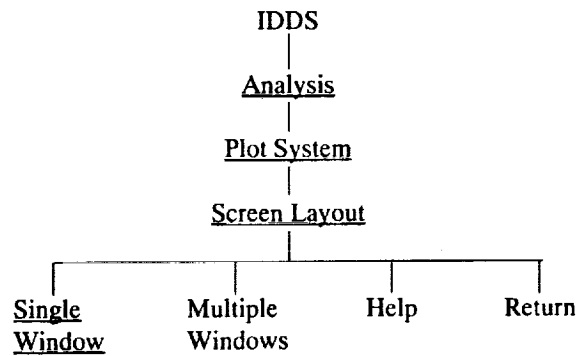 IDDS
Analysis
Plot System
Screen Layout
Single
Window
Multiple
Windows
Help
Return